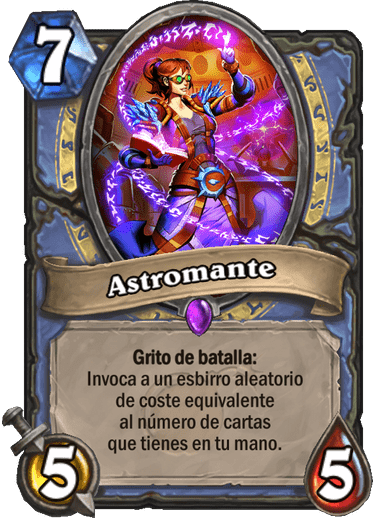 7
Astromante
Grito de batalla:
Invoca a un esbirro aleatorio
de coste equivalente
al número de cartas
que tienes en tu mano.
5
5